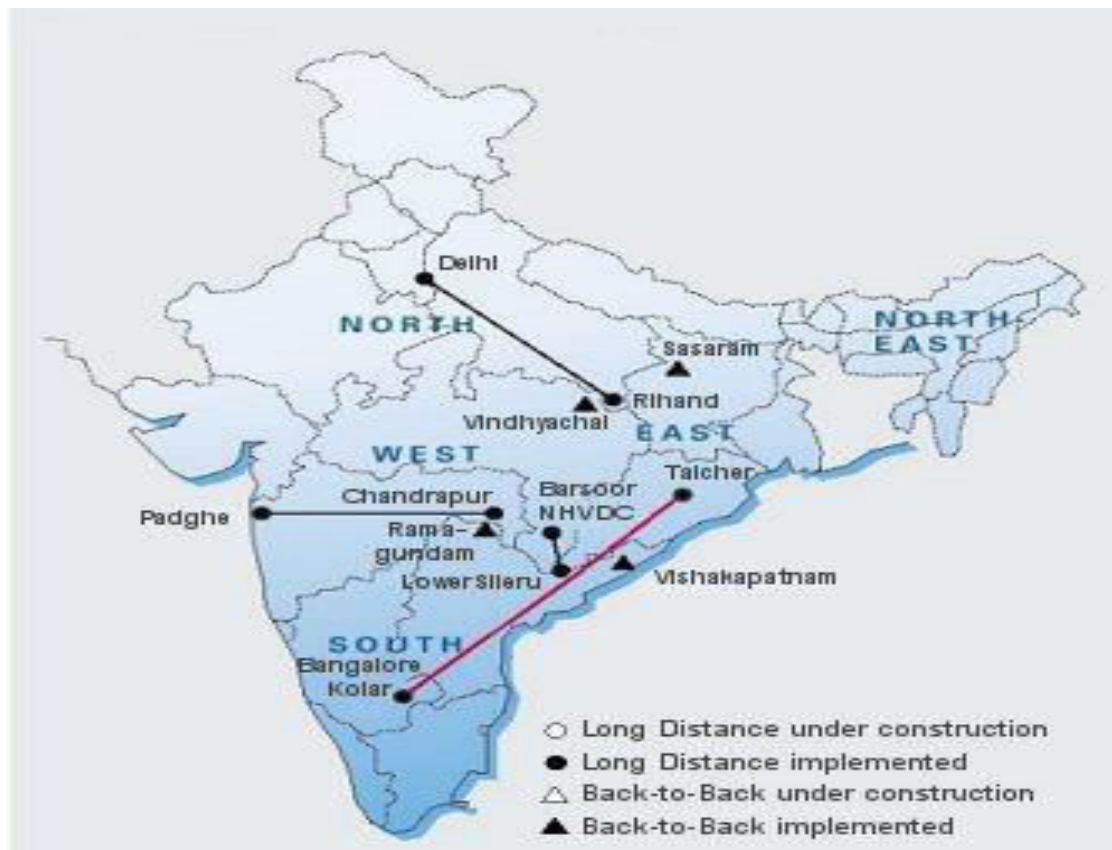 Delhi
NORTH
NORTH
EAST
Sasaram
Rihand
Vindhyachal
EAST
WEST
Talcher
Chandrapur
Barsoor
NHVDC
Padghe
Rama-
gundam
Lower Sileru
Vishakapatnam
SOUTH
Bangalore
Kolar
Long Distance under construction
Long Distance implemented
Back-to-Back under construction
Back-to-Back implemented